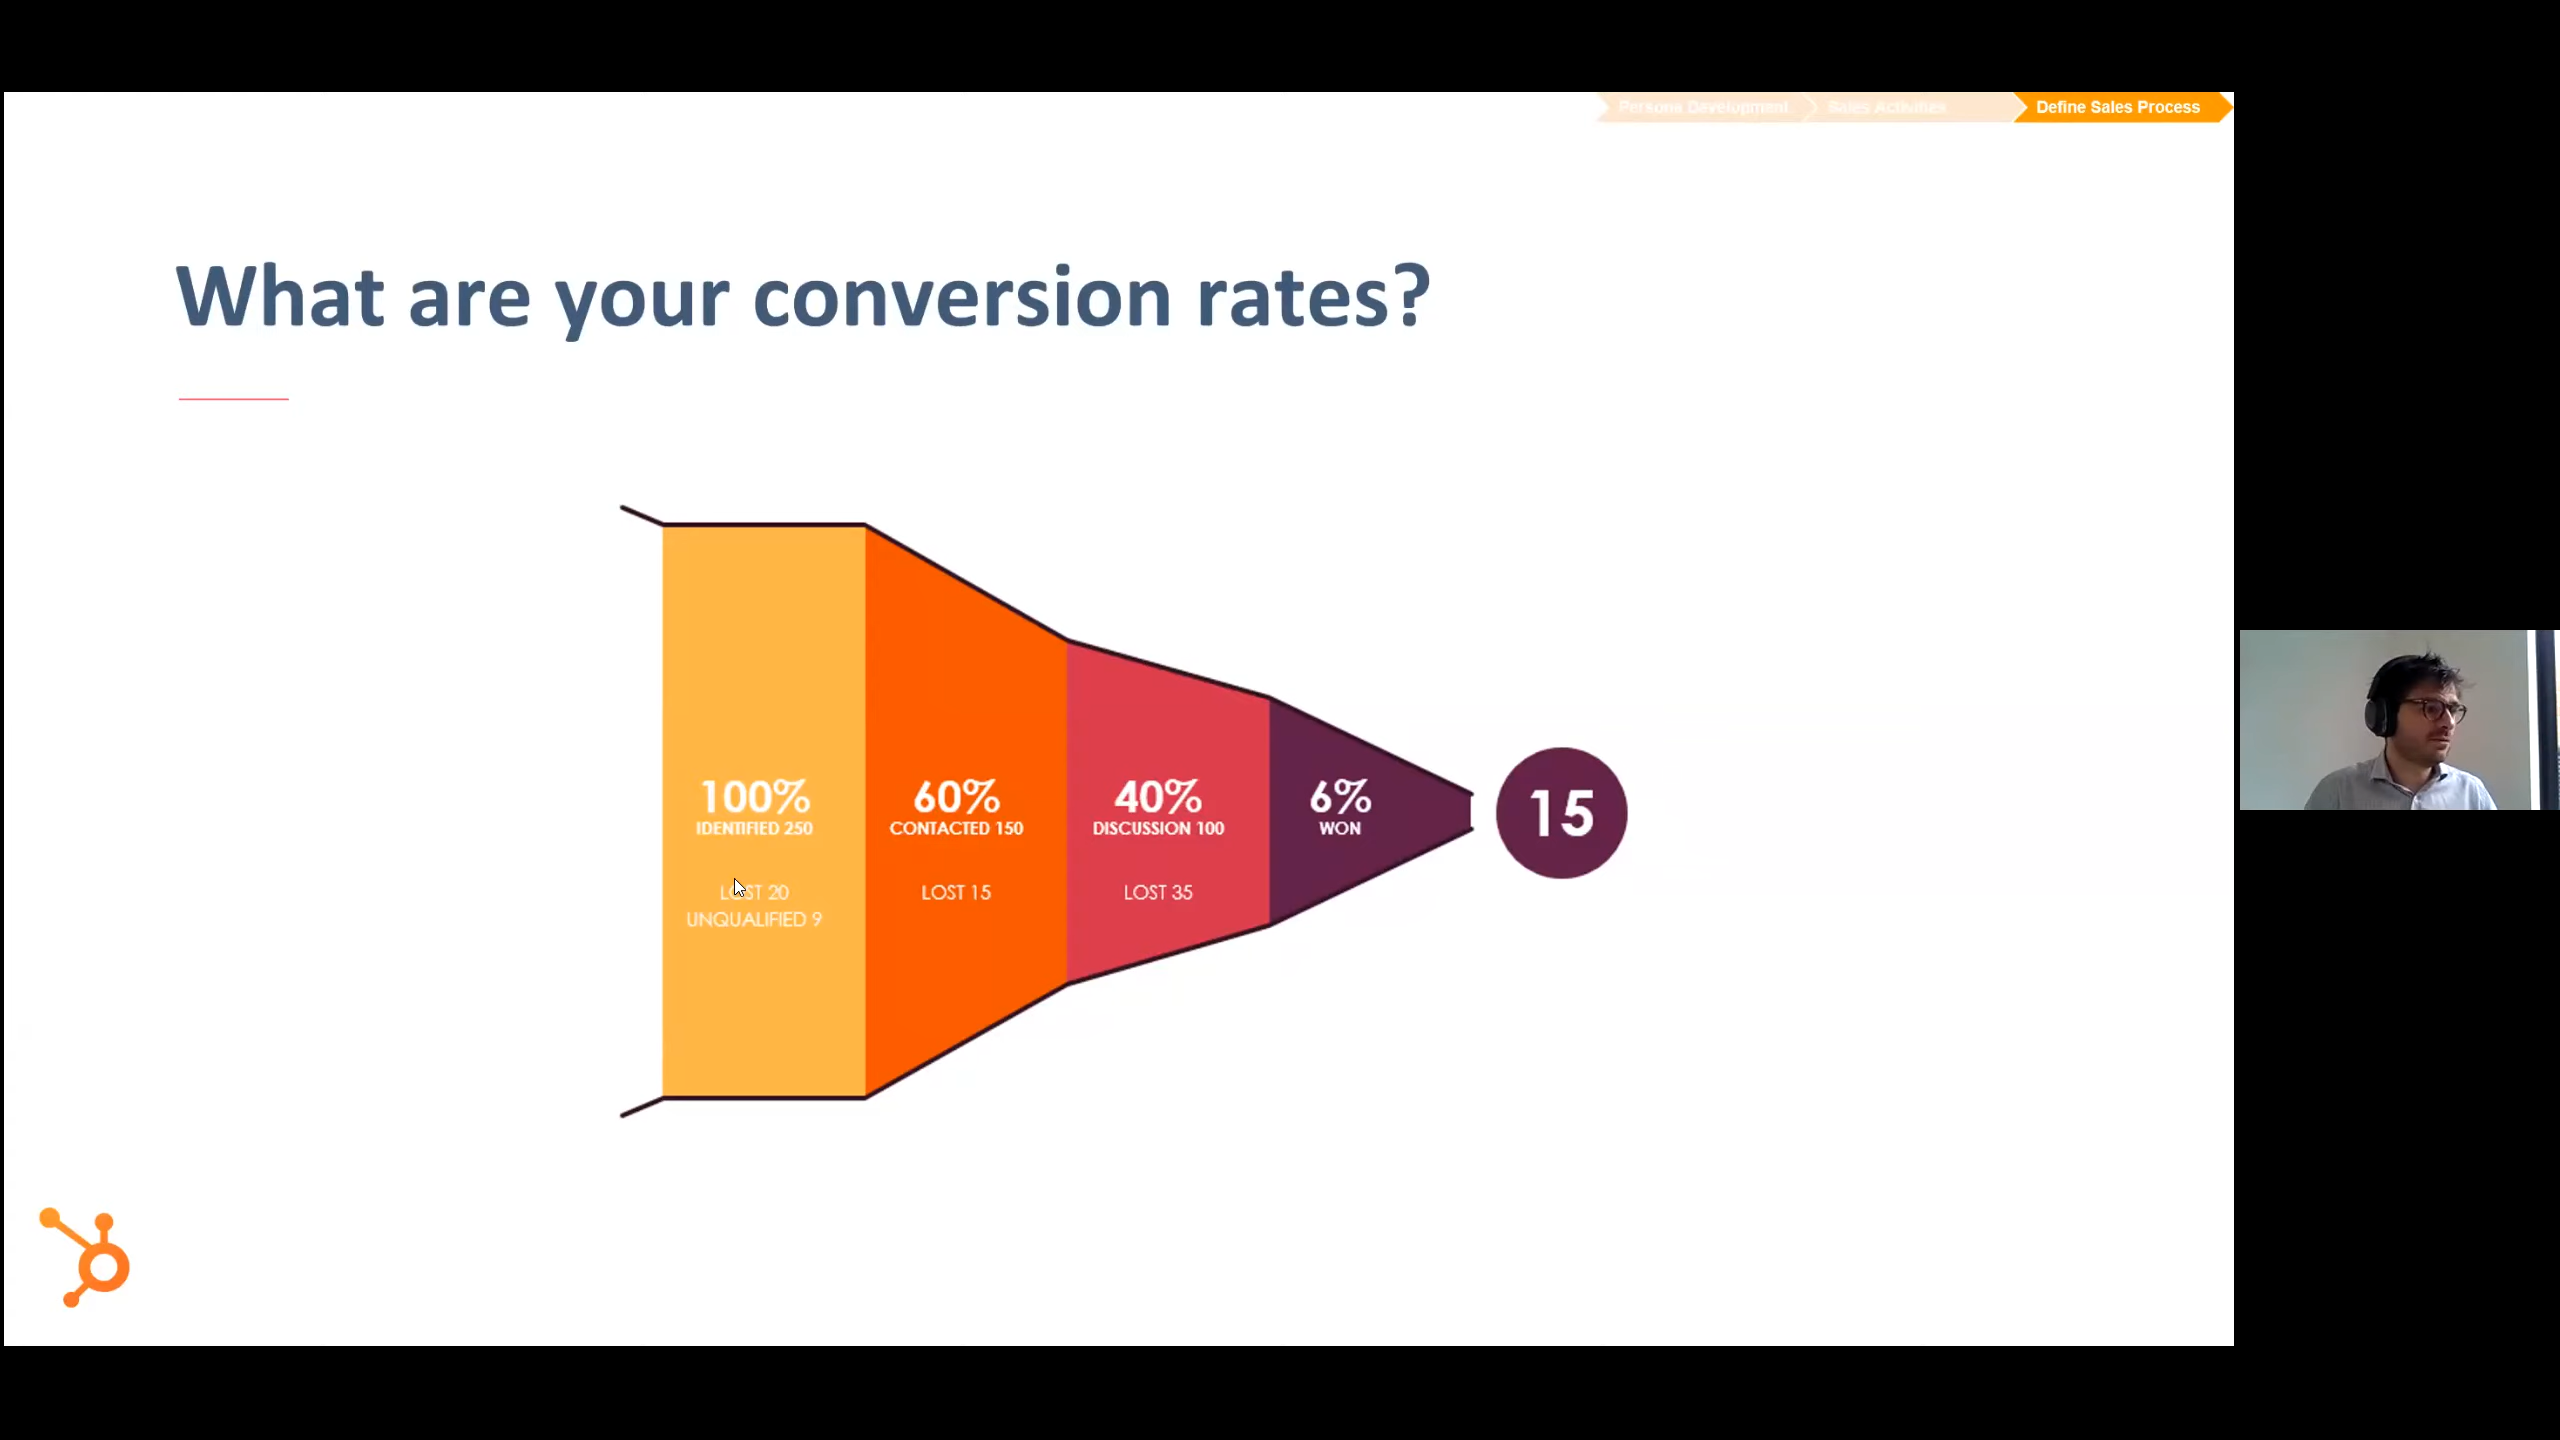 Persona Development
Sales Activities
Define Sales Process
What are your conversion rates?
100%
IDENTIFIED 250
LOST 20
UNQUALIFIED 9
60%
CONTACTED 150
LOST 15
40%
DISCUSSION 100
LOST 35
6%
WON
15